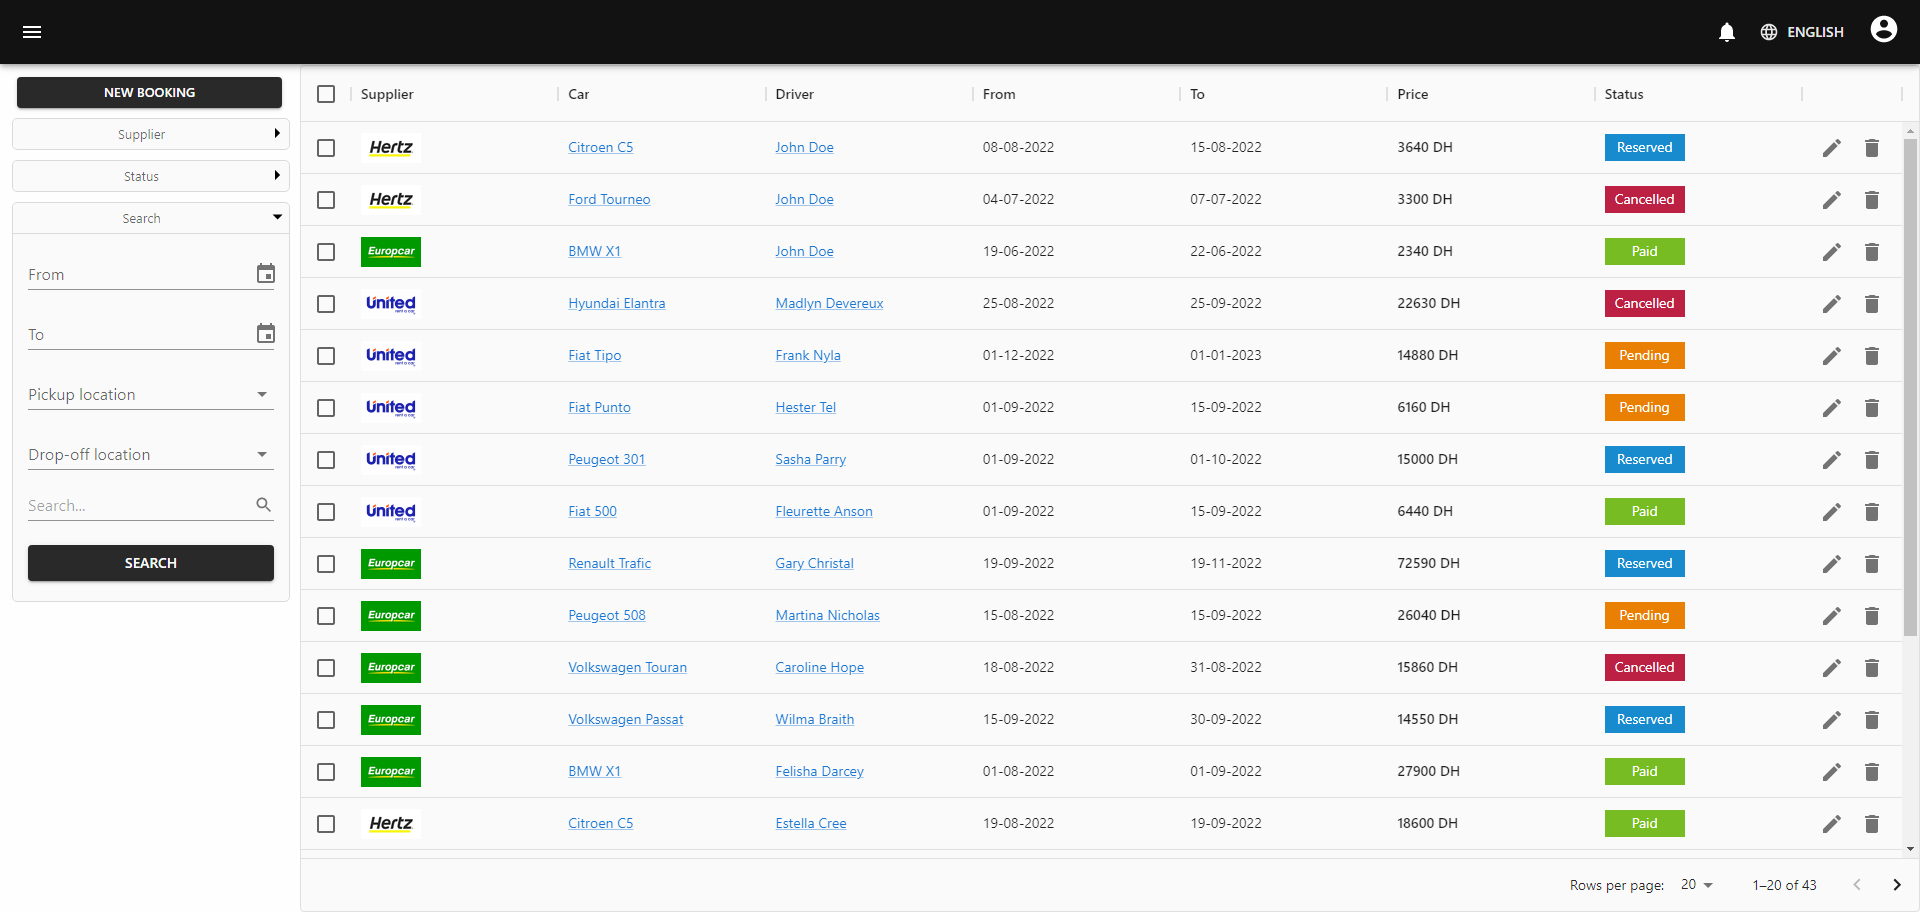 ENGLISH
NEW BOOKING
Supplier
Status
Search
From
To
Pickup location
Drop-off location
Search...
SEARCH
Supplier Car Driver From To Price Status
Hertz Citroen C5 John Doe 08-08-2022 15-08-2022 3640 DH Reserved
Hertz Ford Tourneo John Doe 04-07-2022 07-07-2022 3300 DH Cancelled
Europcar BMW X1 John Doe 19-06-2022 22-06-2022 2340 DH Paid
United rent a car Hyundai Elantra Madlyn Devereux 25-08-2022 25-09-2022 22630 DH Cancelled
United rent a car Fiat Tipo Frank Nyla 01-12-2022 01-01-2023 14880 DH Pending
United rent a car Fiat Punto Hester Tel 01-09-2022 15-09-2022 6160 DH Pending
United rent a car Peugeot 301 Sasha Parry 01-09-2022 01-10-2022 15000 DH Reserved
United rent a car Fiat 500 Fleurette Anson 01-09-2022 15-09-2022 6440 DH Paid
Europcar Renault Trafic Gary Christal 19-09-2022 19-11-2022 72590 DH Reserved
Europcar Peugeot 508 Martina Nicholas 15-08-2022 15-09-2022 26040 DH Pending
Europcar Volkswagen Touran Caroline Hope 18-08-2022 31-08-2022 15860 DH Cancelled
Europcar Volkswagen Passat Wilma Braith 15-09-2022 30-09-2022 14550 DH Reserved
Europcar BMW X1 Felisha Darcey 01-08-2022 01-09-2022 27900 DH Paid
Hertz Citroen C5 Estella Cree 19-08-2022 19-09-2022 18600 DH Paid
Rows per page: 20 1–20 of 43